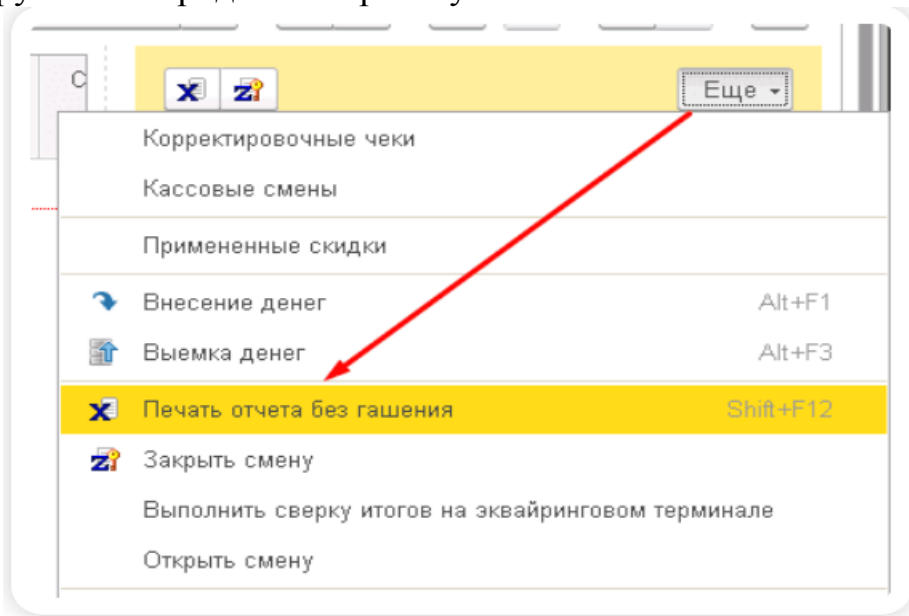 С
X Z Еще
Корректировочные чеки
Кассовые смены
Примененные скидки
Внесение денег Alt+F1
Выемка денег Alt+F3
X Печать отчета без гашения Shift+F12
Z Закрыть смену
Выполнить сверку итогов на эквайринговом терминале
Открыть смену